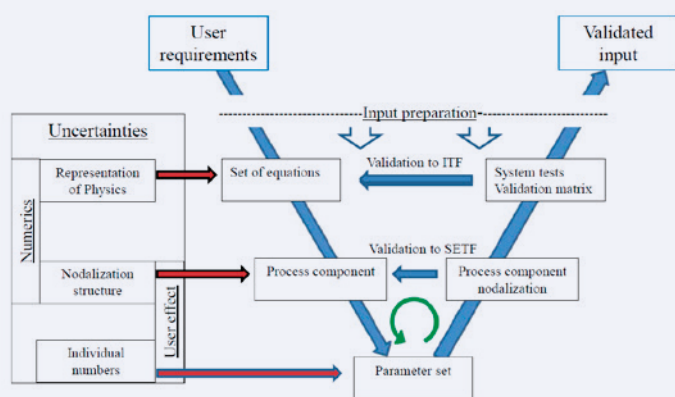 User
requirements
Validated
input
Input preparation
Uncertainties
Numerics
Representation
of Physics
Set of equations
Validation to ITF
System tests
Validation matrix
Nodalization
structure
User effect
Process component
Validation to SETF
Process component
nodalization
Individual
numbers
Parameter set